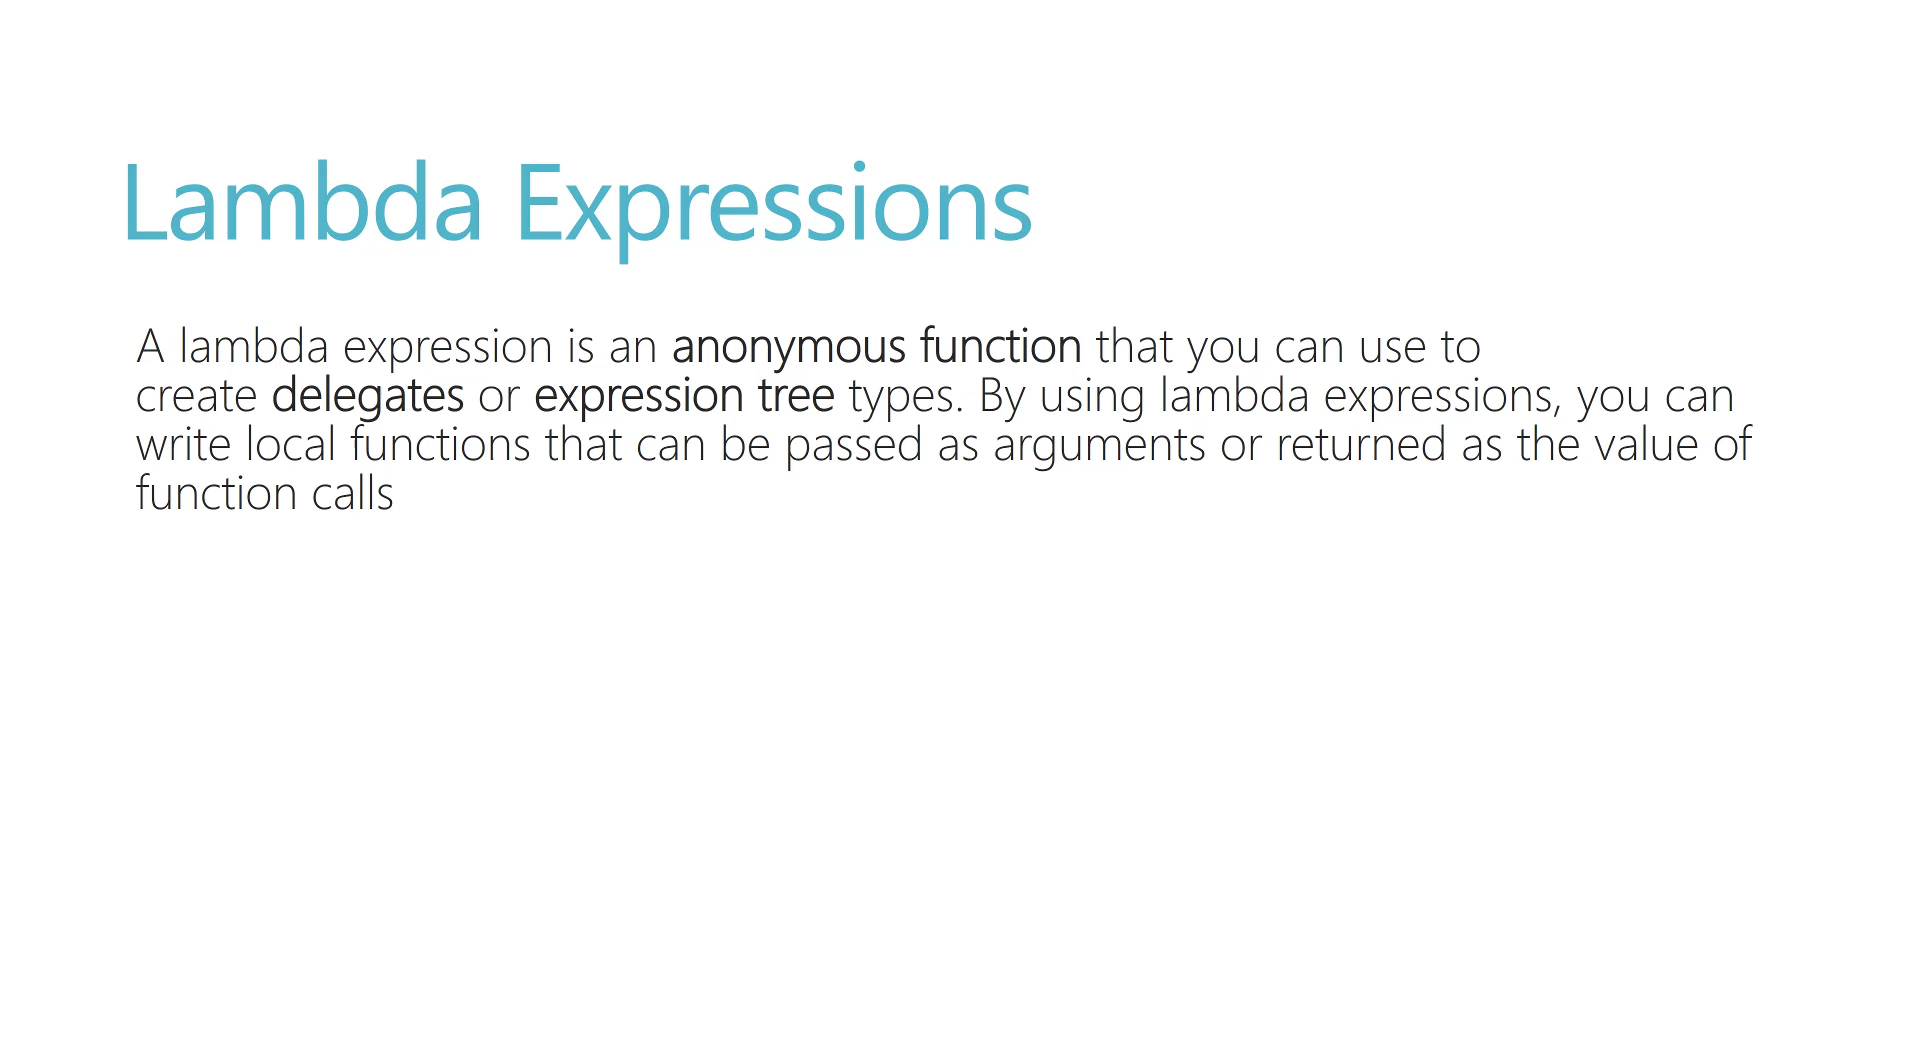 Lambda Expressions
A lambda expression is an anonymous function that you can use to
create delegates or expression tree types. By using lambda expressions, you can
write local functions that can be passed as arguments or returned as the value of
function calls